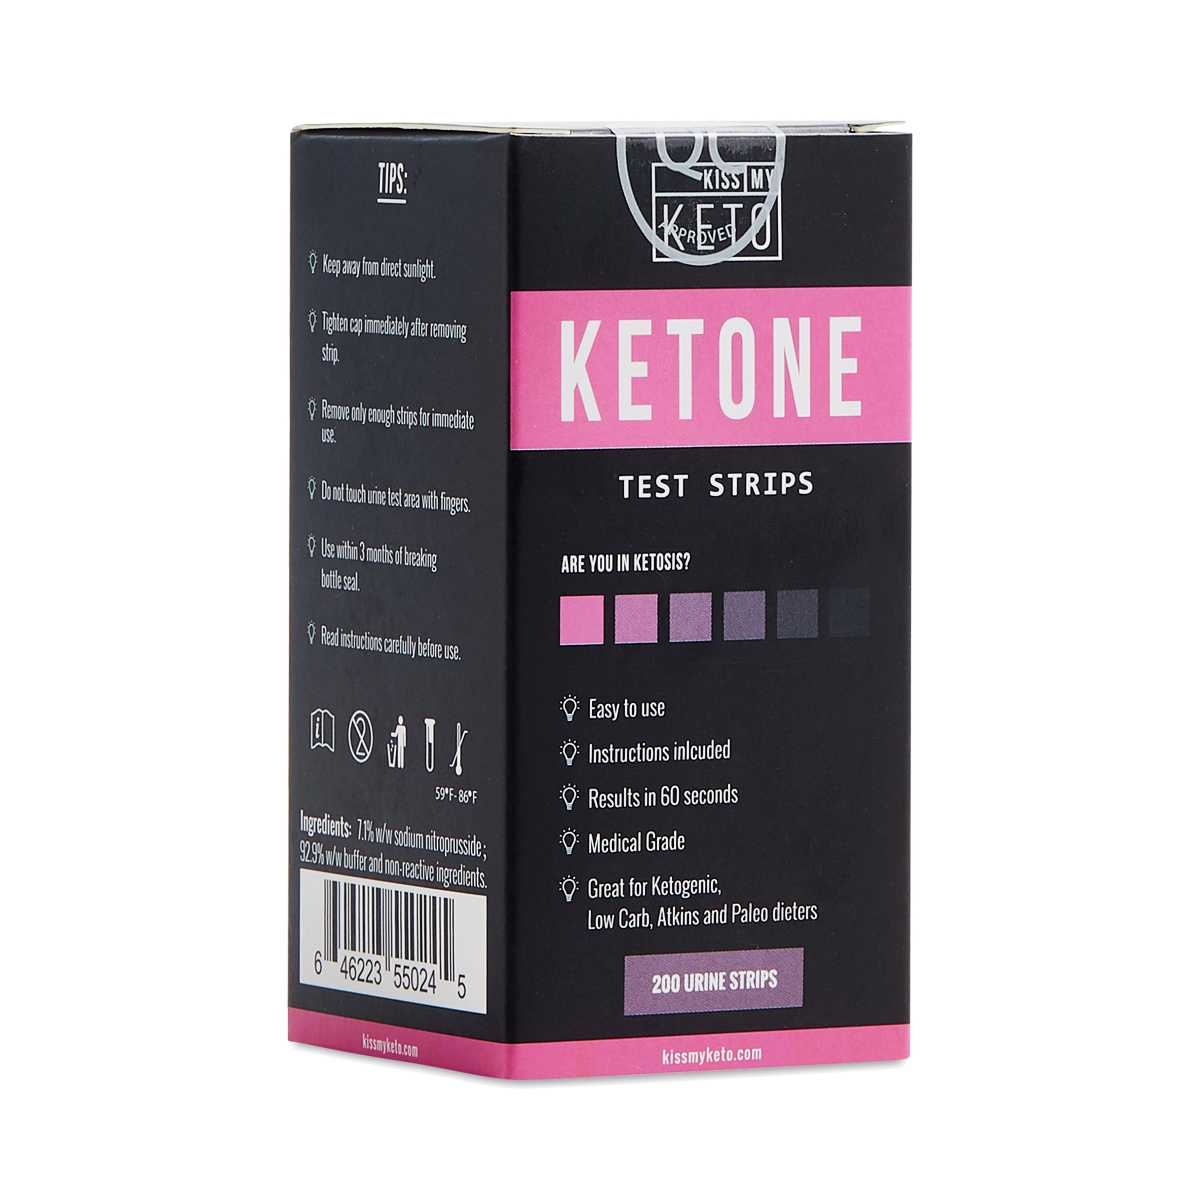 TIPS:
Keep away from direct sunlight.
Tighten cap immediately after removing
strip.
Remove only enough strips for immediate
use.
Do not touch urine test area with fingers.
Use within 3 months of breaking
bottle seal.
Read instructions carefully before use.
59°F- 86°F
Ingredients: 7.1% w/w sodium nitroprusside;
92.9% w/w buffer and non-reactive ingredients.
6 46223 55024 5
kissmyketo.com
QC
APPROVED
KISS MY
KETO
KETONE
TEST STRIPS
ARE YOU IN KETOSIS?
Easy to use
Instructions inlcuded
Results in 60 seconds
Medical Grade
Great for Ketogenic,
Low Carb, Atkins and Paleo dieters
200 URINE STRIPS
kissmyketo.com